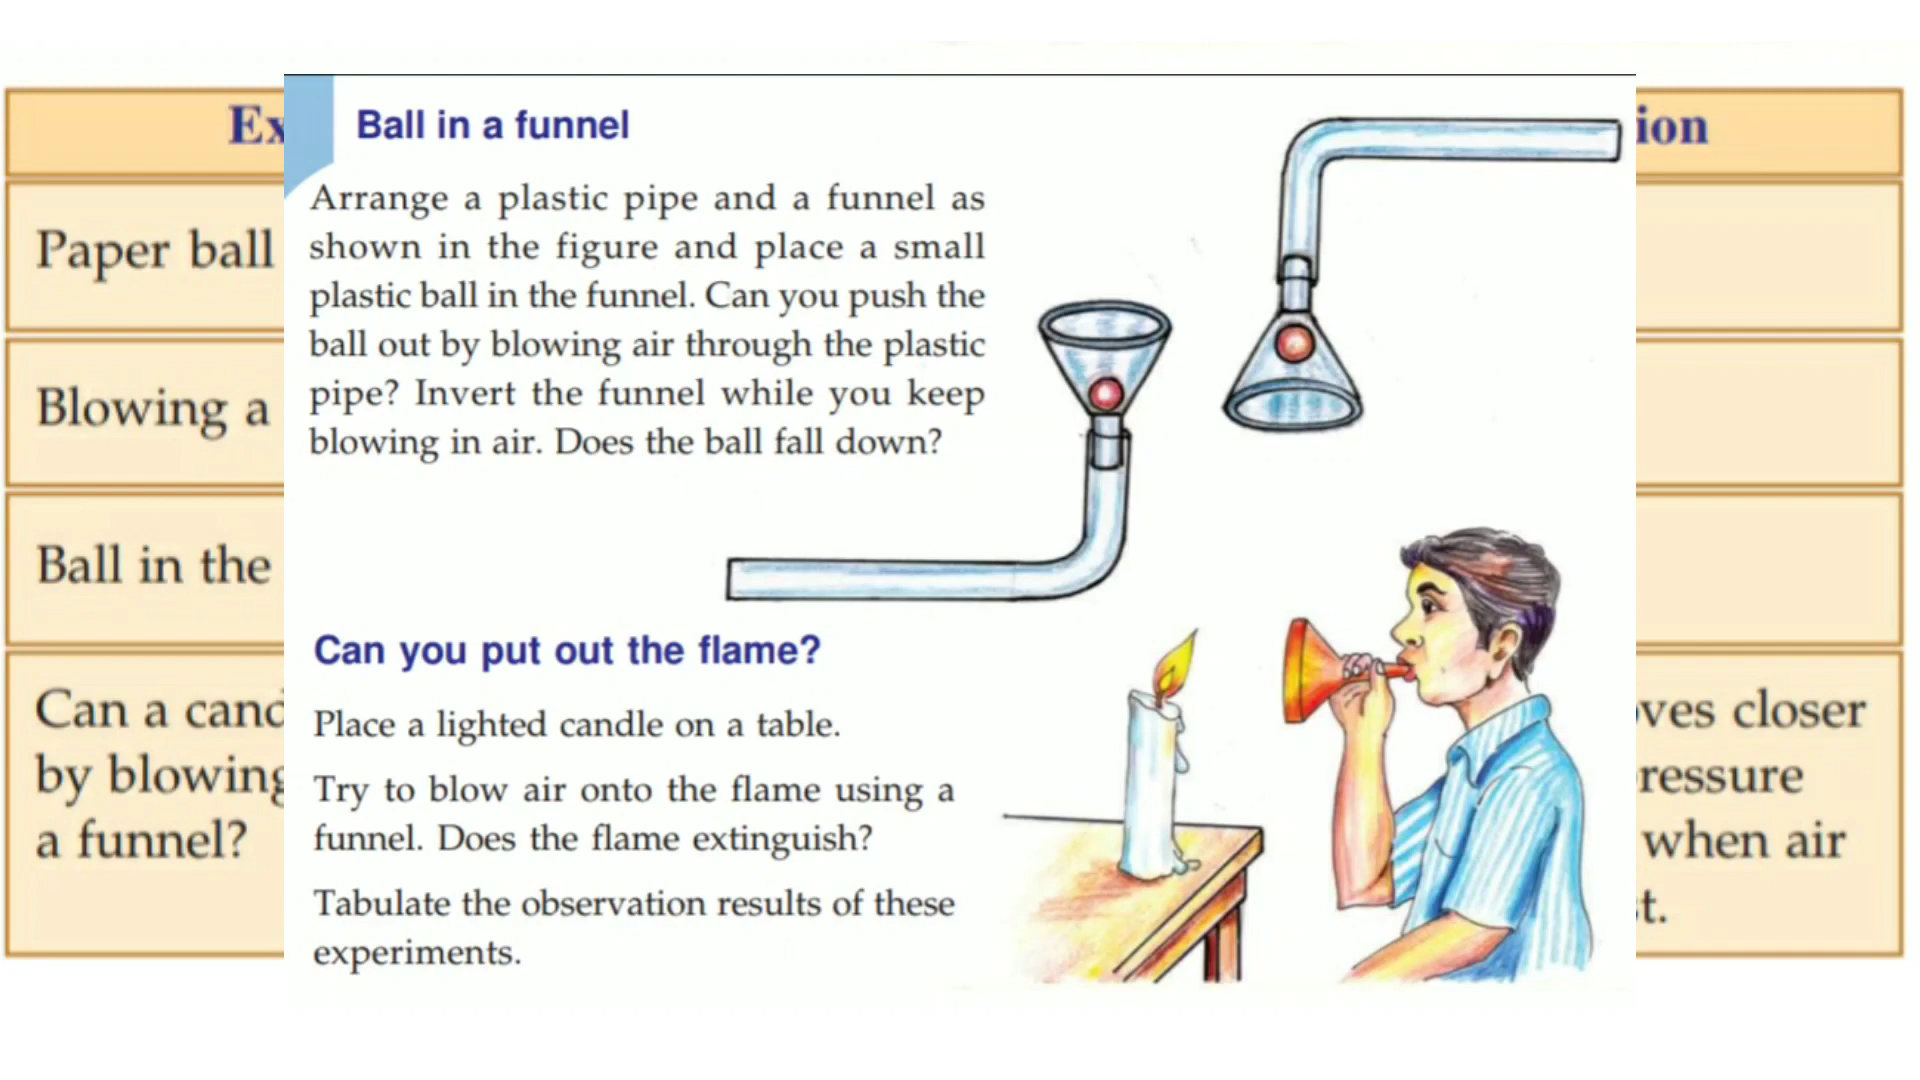 Ex
ion
Ball in a funnel
Arrange a plastic pipe and a funnel as
shown in the figure and place a small
plastic ball in the funnel. Can you push the
ball out by blowing air through the plastic
pipe? Invert the funnel while you keep
blowing in air. Does the ball fall down?
Can you put out the flame?
Place a lighted candle on a table.
Try to blow air onto the flame using a
funnel. Does the flame extinguish?
Tabulate the observation results of these
experiments.
Paper ball
Blowing a
Ball in the
Can a cand
by blowing
a funnel?
ves closer
ressure
when air
t.